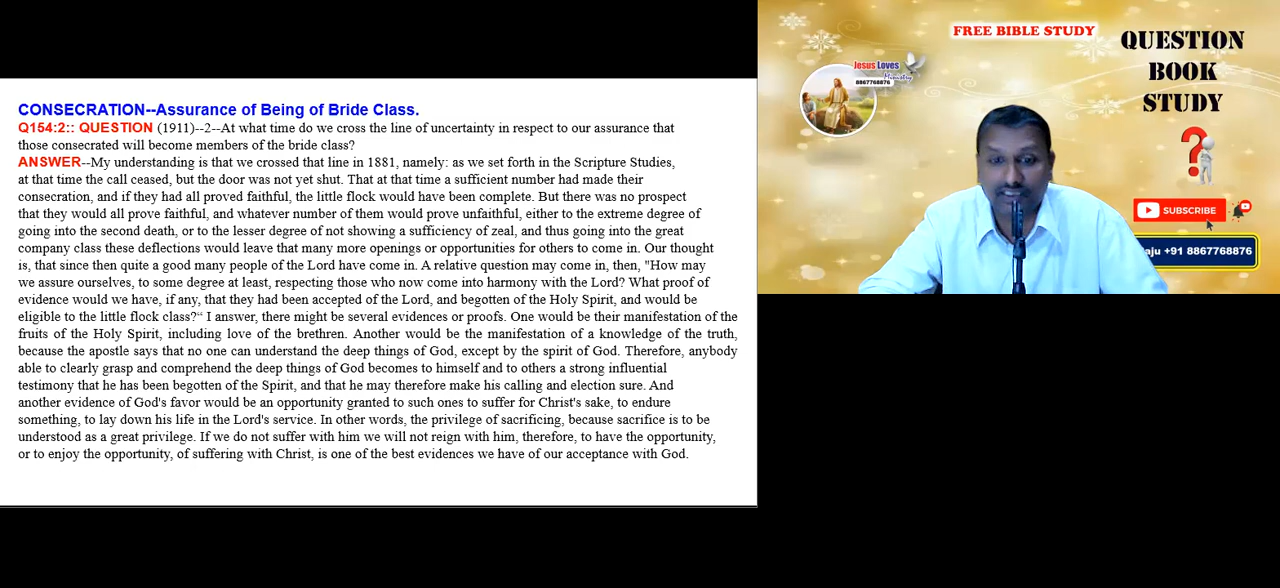 CONSECRATION--Assurance of Being of Bride Class.
Q154:2:: QUESTION (1911)--2--At what time do we cross the line of uncertainty in respect to our assurance that
those consecrated will become members of the bride class?
ANSWER--My understanding is that we crossed that line in 1881, namely: as we set forth in the Scripture Studies,
at that time the call ceased, but the door was not yet shut. That at that time a sufficient number had made their
consecration, and if they had all proved faithful, the little flock would have been complete. But there was no prospect
that they would all prove faithful, and whatever number of them would prove unfaithful, either to the extreme degree of
going into the second death, or to the lesser degree of not showing a sufficiency of zeal, and thus going into the great
company class these deflections would leave that many more openings or opportunities for others to come in. Our thought
is, that since then quite a good many people of the Lord have come in. A relative question may come in, then, "How may
we assure ourselves, to some degree at least, respecting those who now come into harmony with the Lord? What proof of
evidence would we have, if any, that they had been accepted of the Lord, and begotten of the Holy Spirit, and would be
eligible to the little flock class?“ I answer, there might be several evidences or proofs. One would be their manifestation of the
fruits of the Holy Spirit, including love of the brethren. Another would be the manifestation of a knowledge of the truth,
because the apostle says that no one can understand the deep things of God, except by the spirit of God. Therefore, anybody
able to clearly grasp and comprehend the deep things of God becomes to himself and to others a strong influential
testimony that he has been begotten of the Spirit, and that he may therefore make his calling and election sure. And
another evidence of God's favor would be an opportunity granted to such ones to suffer for Christ's sake, to endure
something, to lay down his life in the Lord's service. In other words, the privilege of sacrificing, because sacrifice is to be
understood as a great privilege. If we do not suffer with him we will not reign with him, therefore, to have the opportunity,
or to enjoy the opportunity, of suffering with Christ, is one of the best evidences we have of our acceptance with God.
FREE BIBLE STUDY
Jesus Loves
Ministry
8867768876
QUESTION
BOOK
STUDY
SUBSCRIBE
aju +91 8867768876